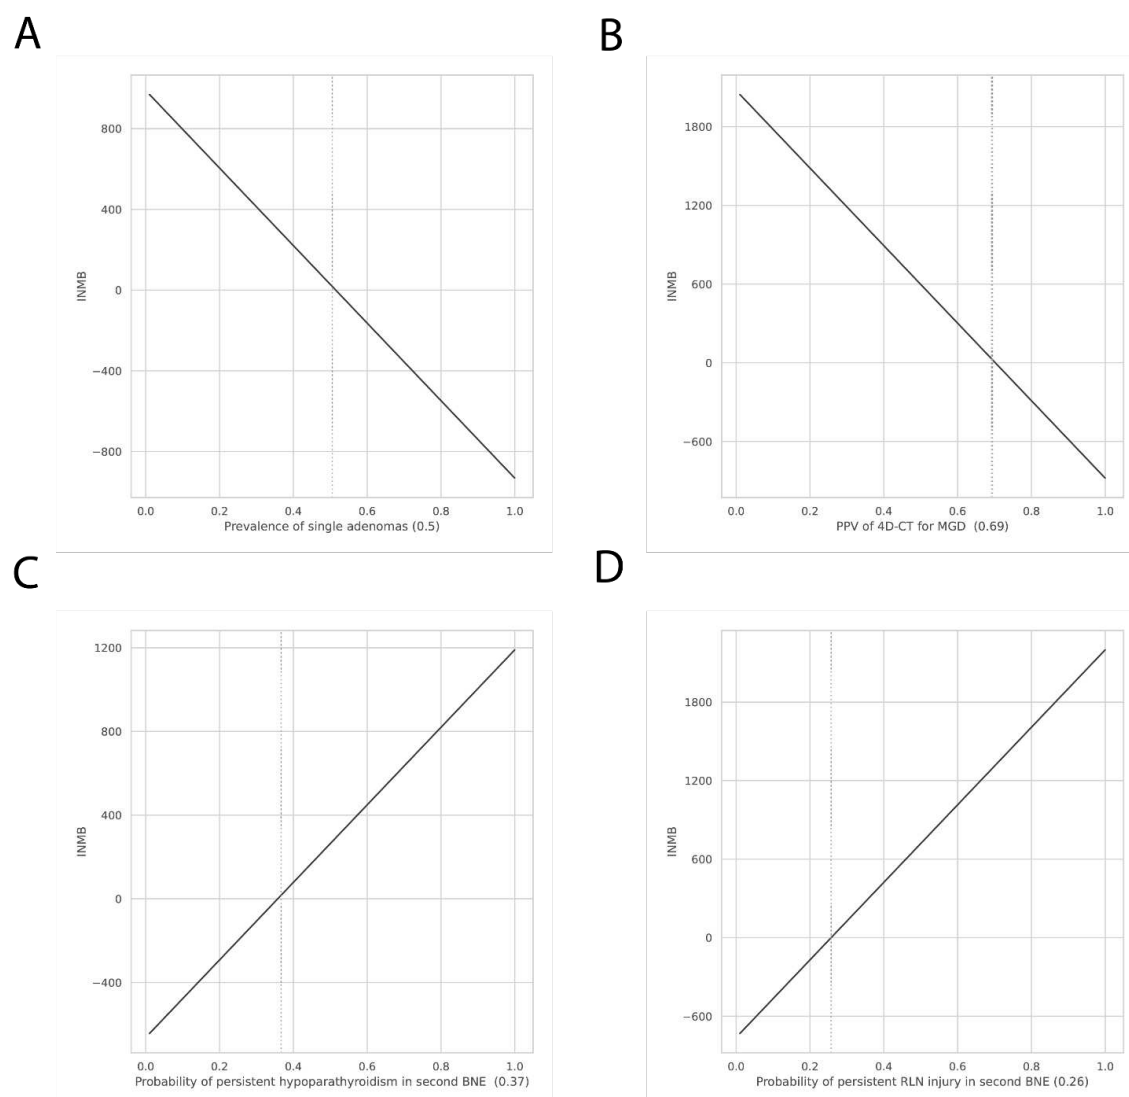 A
800
400
0
−400
−800
INMB
0.0 0.2 0.4 0.6 0.8 1.0
Prevalence of single adenomas (0.5)
B
1800
1200
600
0
−600
INMB
0.0 0.2 0.4 0.6 0.8 1.0
PPV of 4D-CT for MGD (0.69)
C
1200
800
400
0
−400
INMB
0.0 0.2 0.4 0.6 0.8 1.0
Probability of persistent hypoparathyroidism in second BNE (0.37)
D
1800
1200
600
0
−600
INMB
0.0 0.2 0.4 0.6 0.8 1.0
Probability of persistent RLN injury in second BNE (0.26)